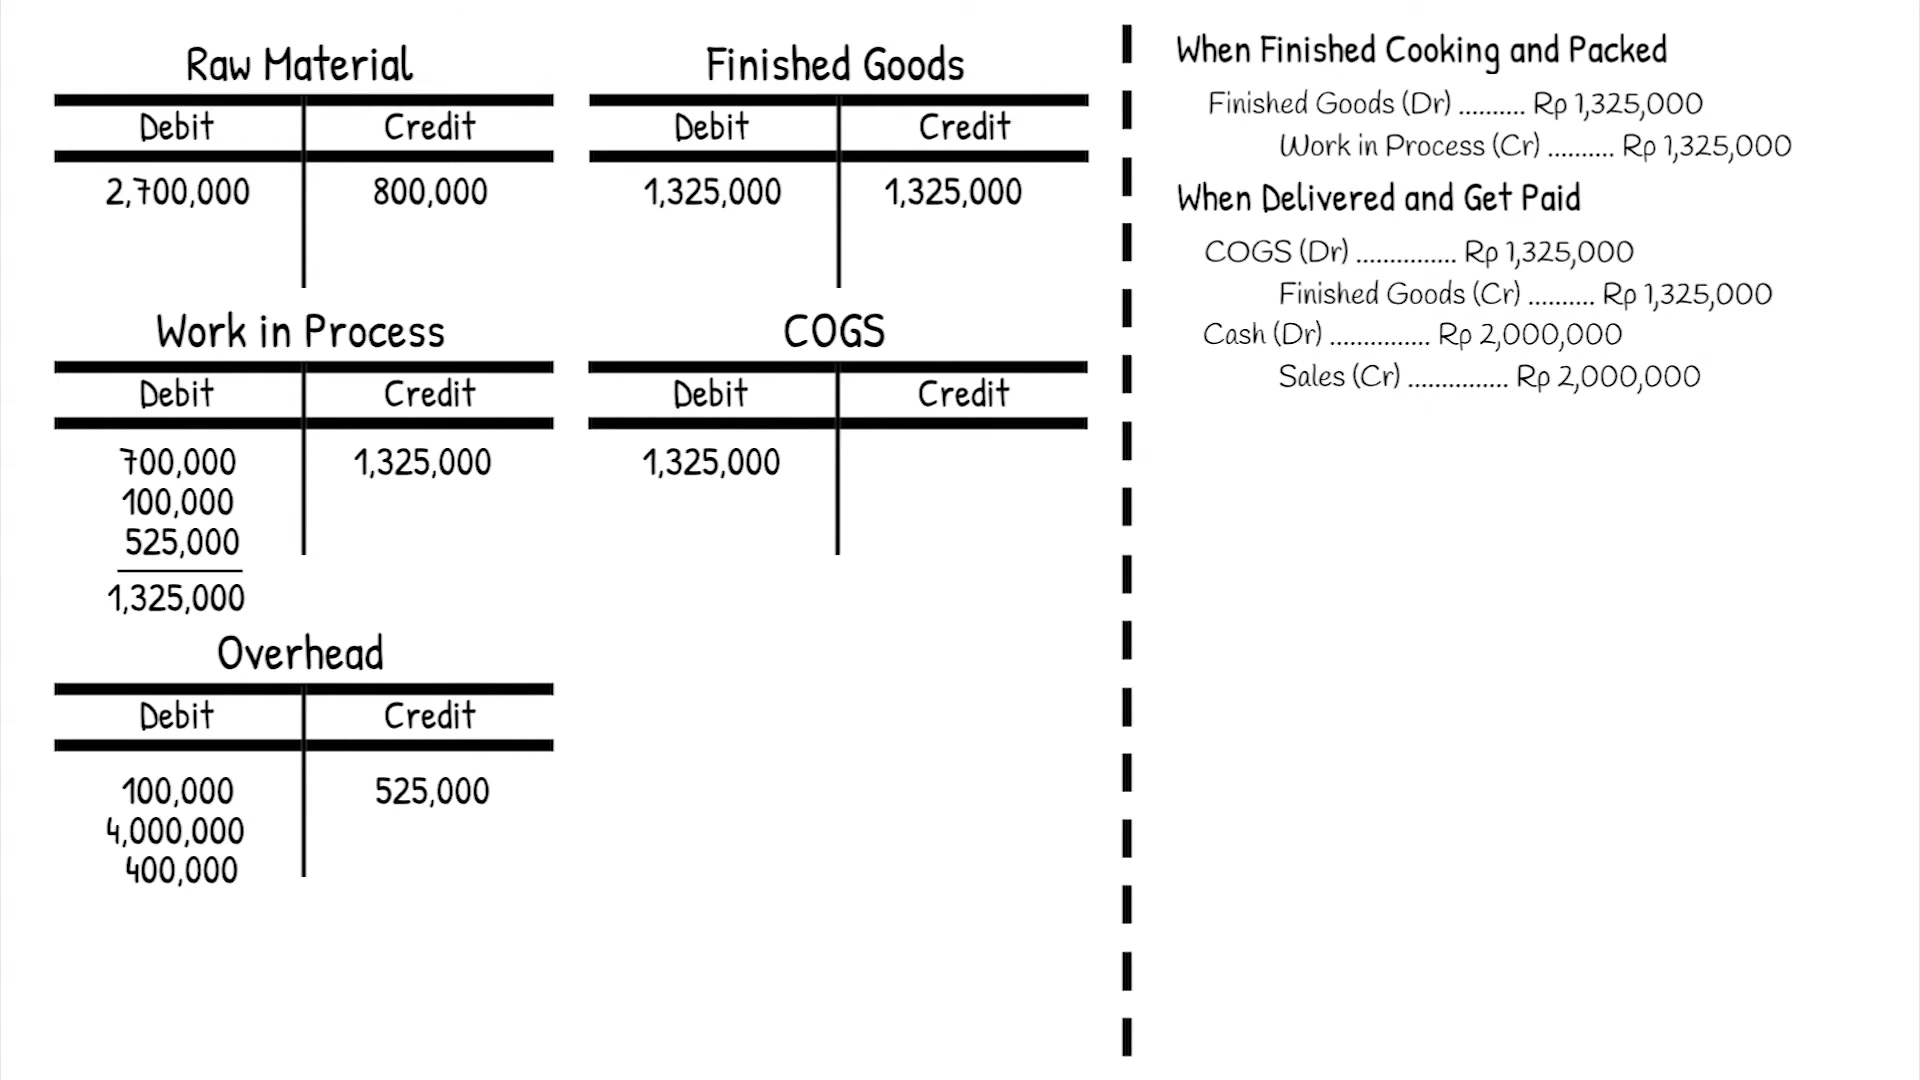 Raw Material
Debit Credit
2,700,000 800,000
Finished Goods
Debit Credit
1,325,000 1,325,000
Work in Process
Debit Credit
700,000 1,325,000
100,000
525,000
1,325,000
COGS
Debit Credit
1,325,000
Overhead
Debit Credit
100,000 525,000
4,000,000
400,000
When Finished Cooking and Packed
Finished Goods (Dr) .......... Rp 1,325,000
Work in Process (Cr) .......... Rp 1,325,000
When Delivered and Get Paid
COGS (Dr) ............... Rp 1,325,000
Finished Goods (Cr) .......... Rp 1,325,000
Cash (Dr) ............... Rp 2,000,000
Sales (Cr) ............... Rp 2,000,000